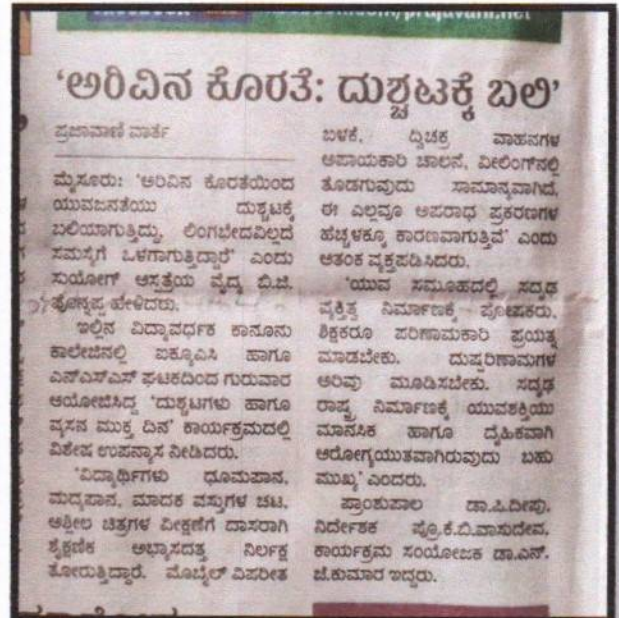 ‘ಅರಿವಿನ ಕೊರತೆ: ದುಶ್ಚಟಕ್ಕೆ ಬಲಿ’
ಪ್ರಜಾವಾಣಿ ವಾರ್ತೆ
ಮೈಸೂರು: ‘ಅರಿವಿನ ಕೊರತೆಯಿಂದ
ಯುವಜನತೆಯು ದುಶ್ಚಟಕ್ಕೆ
ಬಲಿಯಾಗುತ್ತಿದ್ದು, ಲಿಂಗಬೇದವಿಲ್ಲದೆ
ಸಮಸ್ಯೆಗೆ ಒಳಗಾಗುತ್ತಿದ್ದಾರೆ’ ಎಂದು
ಸುಯೋಗ್ ಆಸ್ಪತ್ರೆಯ ವೈದ್ಯ ಬಿ.ಜಿ.
ಪೊನ್ನಪ್ಪ ಹೇಳಿದರು.
ಇಲ್ಲಿನ ವಿದ್ಯಾವರ್ಧಕ ಕಾನೂನು
ಕಾಲೇಜಿನಲ್ಲಿ ಐಕ್ಯೂಎಸಿ ಹಾಗೂ
ಎನ್‌ಎಸ್‌ಎಸ್ ಘಟಕದಿಂದ ಗುರುವಾರ
ಆಯೋಜಿಸಿದ್ದ ‘ದುಶ್ಚಟಗಳು ಹಾಗೂ
ವ್ಯಸನ ಮುಕ್ತ ದಿನ’ ಕಾರ್ಯಕ್ರಮದಲ್ಲಿ
ವಿಶೇಷ ಉಪನ್ಯಾಸ ನೀಡಿದರು.
‘ವಿದ್ಯಾರ್ಥಿಗಳು ಧೂಮಪಾನ,
ಮದ್ಯಪಾನ, ಮಾದಕ ವಸ್ತುಗಳ ಚಟ,
ಅಶ್ಲೀಲ ಚಿತ್ರಗಳ ವೀಕ್ಷಣೆಗೆ ದಾಸರಾಗಿ
ಶೈಕ್ಷಣಿಕ ಅಭ್ಯಾಸದತ್ತ ನಿರ್ಲಕ್ಷ
ತೋರುತ್ತಿದ್ದಾರೆ. ಮೊಬೈಲ್ ವಿಪರೀತ
ಬಳಕೆ, ದ್ವಿಚಕ್ರ ವಾಹನಗಳ
ಅಪಾಯಕಾರಿ ಚಾಲನೆ, ವೀಲಿಂಗ್‌ನಲ್ಲಿ
ತೊಡಗುವುದು ಸಾಮಾನ್ಯವಾಗಿದೆ.
ಈ ಎಲ್ಲವೂ ಅಪರಾಧ ಪ್ರಕರಣಗಳ
ಹೆಚ್ಚಳಕ್ಕೂ ಕಾರಣವಾಗುತ್ತಿವೆ’ ಎಂದು
ಆತಂಕ ವ್ಯಕ್ತಪಡಿಸಿದರು.
‘ಯುವ ಸಮೂಹದಲ್ಲಿ ಸದೃಢ
ವ್ಯಕ್ತಿತ್ವ ನಿರ್ಮಾಣಕ್ಕೆ ಪೋಷಕರು,
ಶಿಕ್ಷಕರೂ ಪರಿಣಾಮಕಾರಿ ಪ್ರಯತ್ನ
ಮಾಡಬೇಕು. ದುಷ್ಪರಿಣಾಮಗಳ
ಅರಿವು ಮೂಡಿಸಬೇಕು. ಸದೃಢ
ರಾಷ್ಟ್ರ ನಿರ್ಮಾಣಕ್ಕೆ ಯುವಶಕ್ತಿಯು
ಮಾನಸಿಕ ಹಾಗೂ ದೈಹಿಕವಾಗಿ
ಆರೋಗ್ಯಯುತವಾಗಿರುವುದು ಬಹು
ಮುಖ್ಯ’ ಎಂದರು.
ಪ್ರಾಂಶುಪಾಲ ಡಾ.ಪಿ.ದೀಪು,
ನಿರ್ದೇಶಕ ಪ್ರೊ.ಕೆ.ಬಿ.ವಾಸುದೇವ,
ಕಾರ್ಯಕ್ರಮ ಸಂಯೋಜಕ ಡಾ.ಎನ್.
ಜೆ.ಕುಮಾರ ಇದ್ದರು.